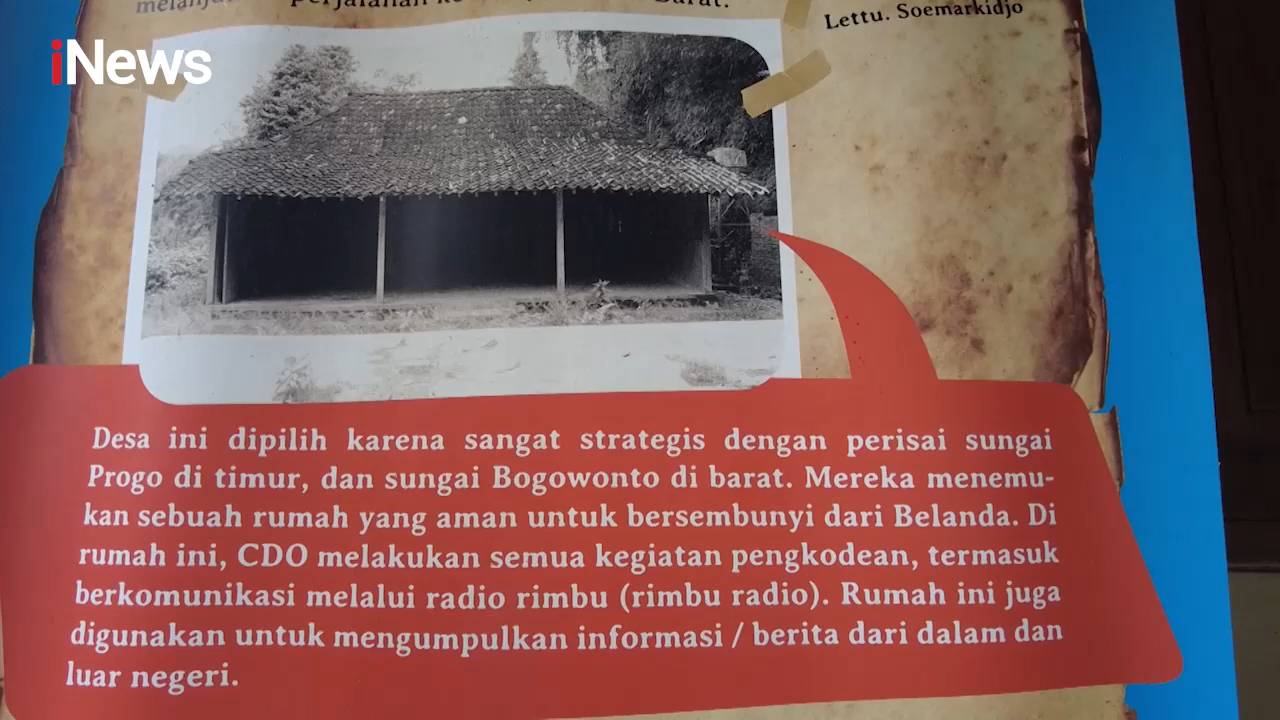 Lettu. Soemarkidjo
iNews
Desa ini dipilih karena sangat strategis dengan perisai sungai
Progo di timur, dan sungai Bogowonto di barat. Mereka menemu-
kan sebuah rumah yang aman untuk bersembunyi dari Belanda. Di
rumah ini, CDO melakukan semua kegiatan pengkodean, termasuk
berkomunikasi melalui radio rimbu (rimbu radio). Rumah ini juga
digunakan untuk mengumpulkan informasi / berita dari dalam dan
luar negeri.